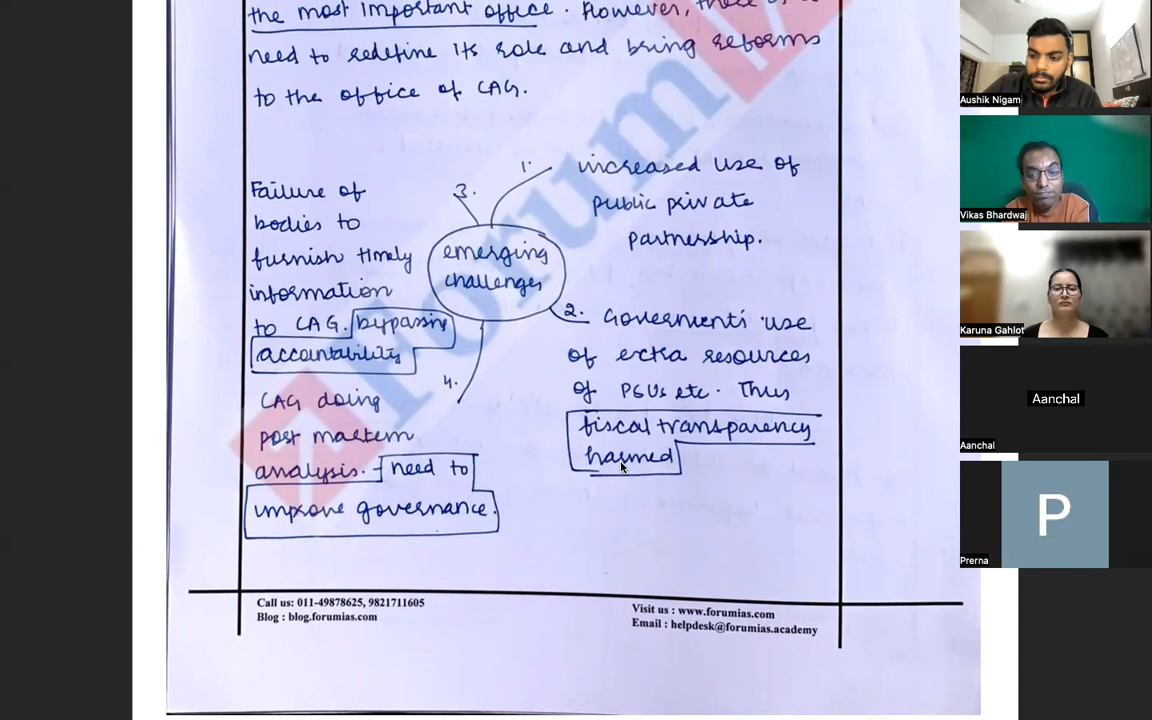 the most important office. However, there
need to redefine its role and bring reforms
to the office of CAG.
1. increased use of
public private
partnership.
3.
Failure of
bodies to
furnish timely
information
to CAG. bypassing
accountability
emerging
challenges
2. Government's use
of extra resources
of PSUs etc. Thus
fiscal transparency
harmed
4.
CAG doing
post mortem
analysis. - need to
improve governance.
Call us: 011-49878625, 9821711605
Blog : blog.forumias.com
Visit us : www.forumias.com
Email : helpdesk@forumias.academy
ForumIAS
Aushik Nigam
Vikas Bhardwaj
Karuna Gahlot
Aanchal
Aanchal
P
Prerna